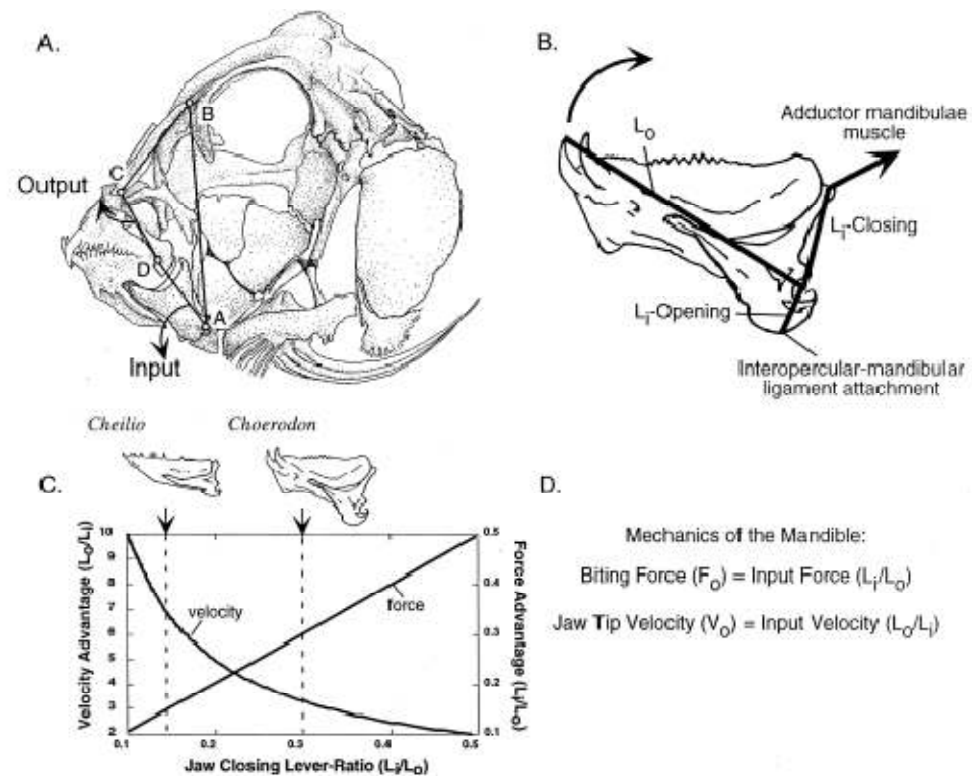 A.
B
C
Output
D
A
Input
B.
Lo
Adductor mandibulae
muscle
Li-Closing
Li-Opening
Interopercular-mandibular
ligament attachment
Cheilio
Choerodon
C.
10
9
8
7
6
5
4
3
2
Velocity Advantage (Lo/Li)
velocity
force
0.5
0.4
0.3
0.2
0.1
Force Advantage (Li/Lo)
0.1
0.2
0.3
0.4
0.5
Jaw Closing Lever-Ratio (Li/Lo)
D.
Mechanics of the Mandible:
Biting Force (Fo) = Input Force (Li/Lo)
Jaw Tip Velocity (Vo) = Input Velocity (Lo/Li)